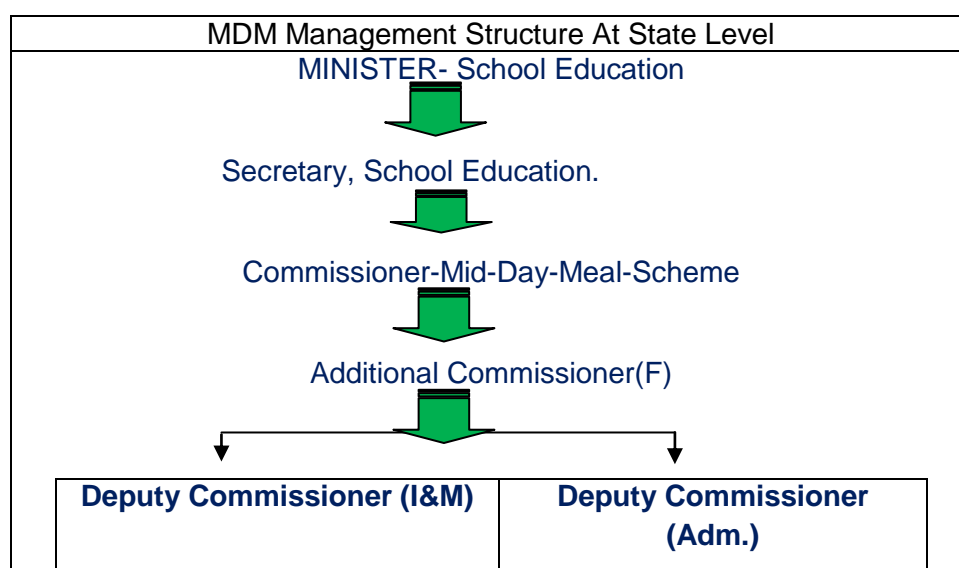 MDM Management Structure At State Level
MINISTER- School Education
Secretary, School Education.
Commissioner-Mid-Day-Meal-Scheme
Additional Commissioner(F)
Deputy Commissioner (I&M)
Deputy Commissioner
(Adm.)